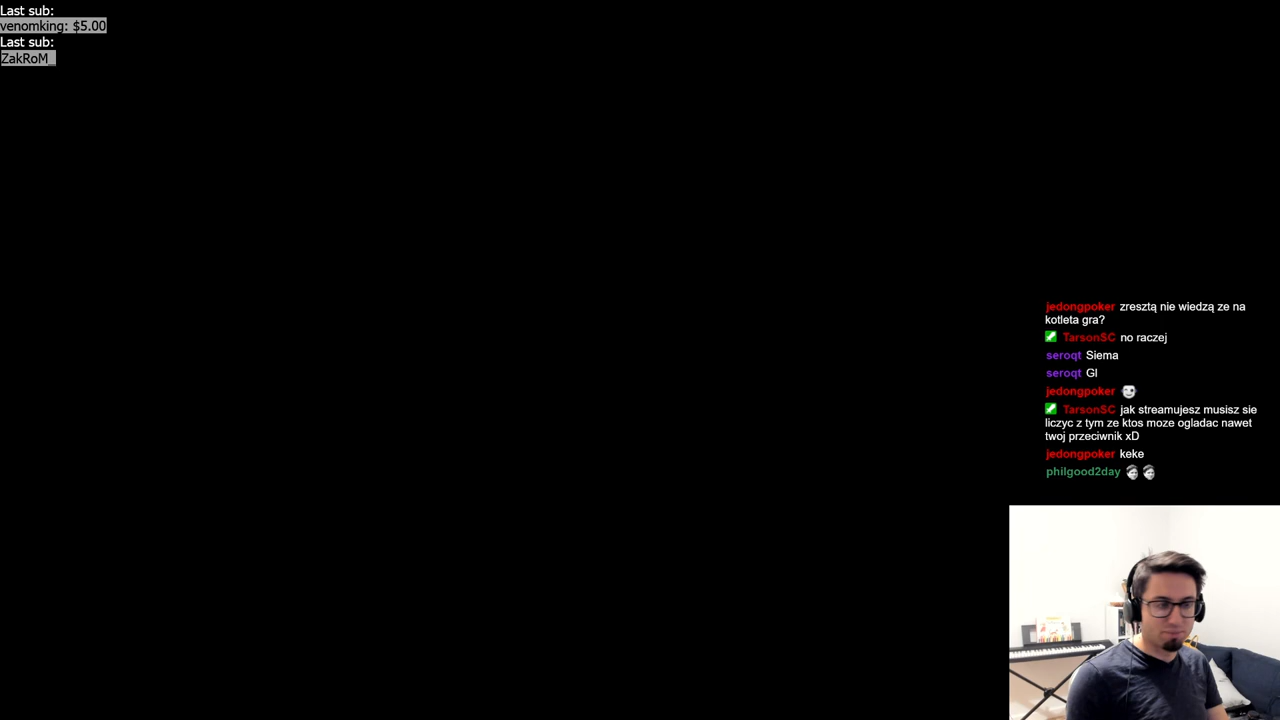 Last sub:
venomking: $5.00
Last sub:
ZakRoM_
jedongpoker zresztą nie wiedzą ze na
kotleta gra?
TarsonSC no raczej
seroqt Siema
seroqt Gl
jedongpoker
TarsonSC jak streamujesz musisz sie
liczyc z tym ze ktos moze ogladac nawet
twoj przeciwnik xD
jedongpoker keke
philgood2day